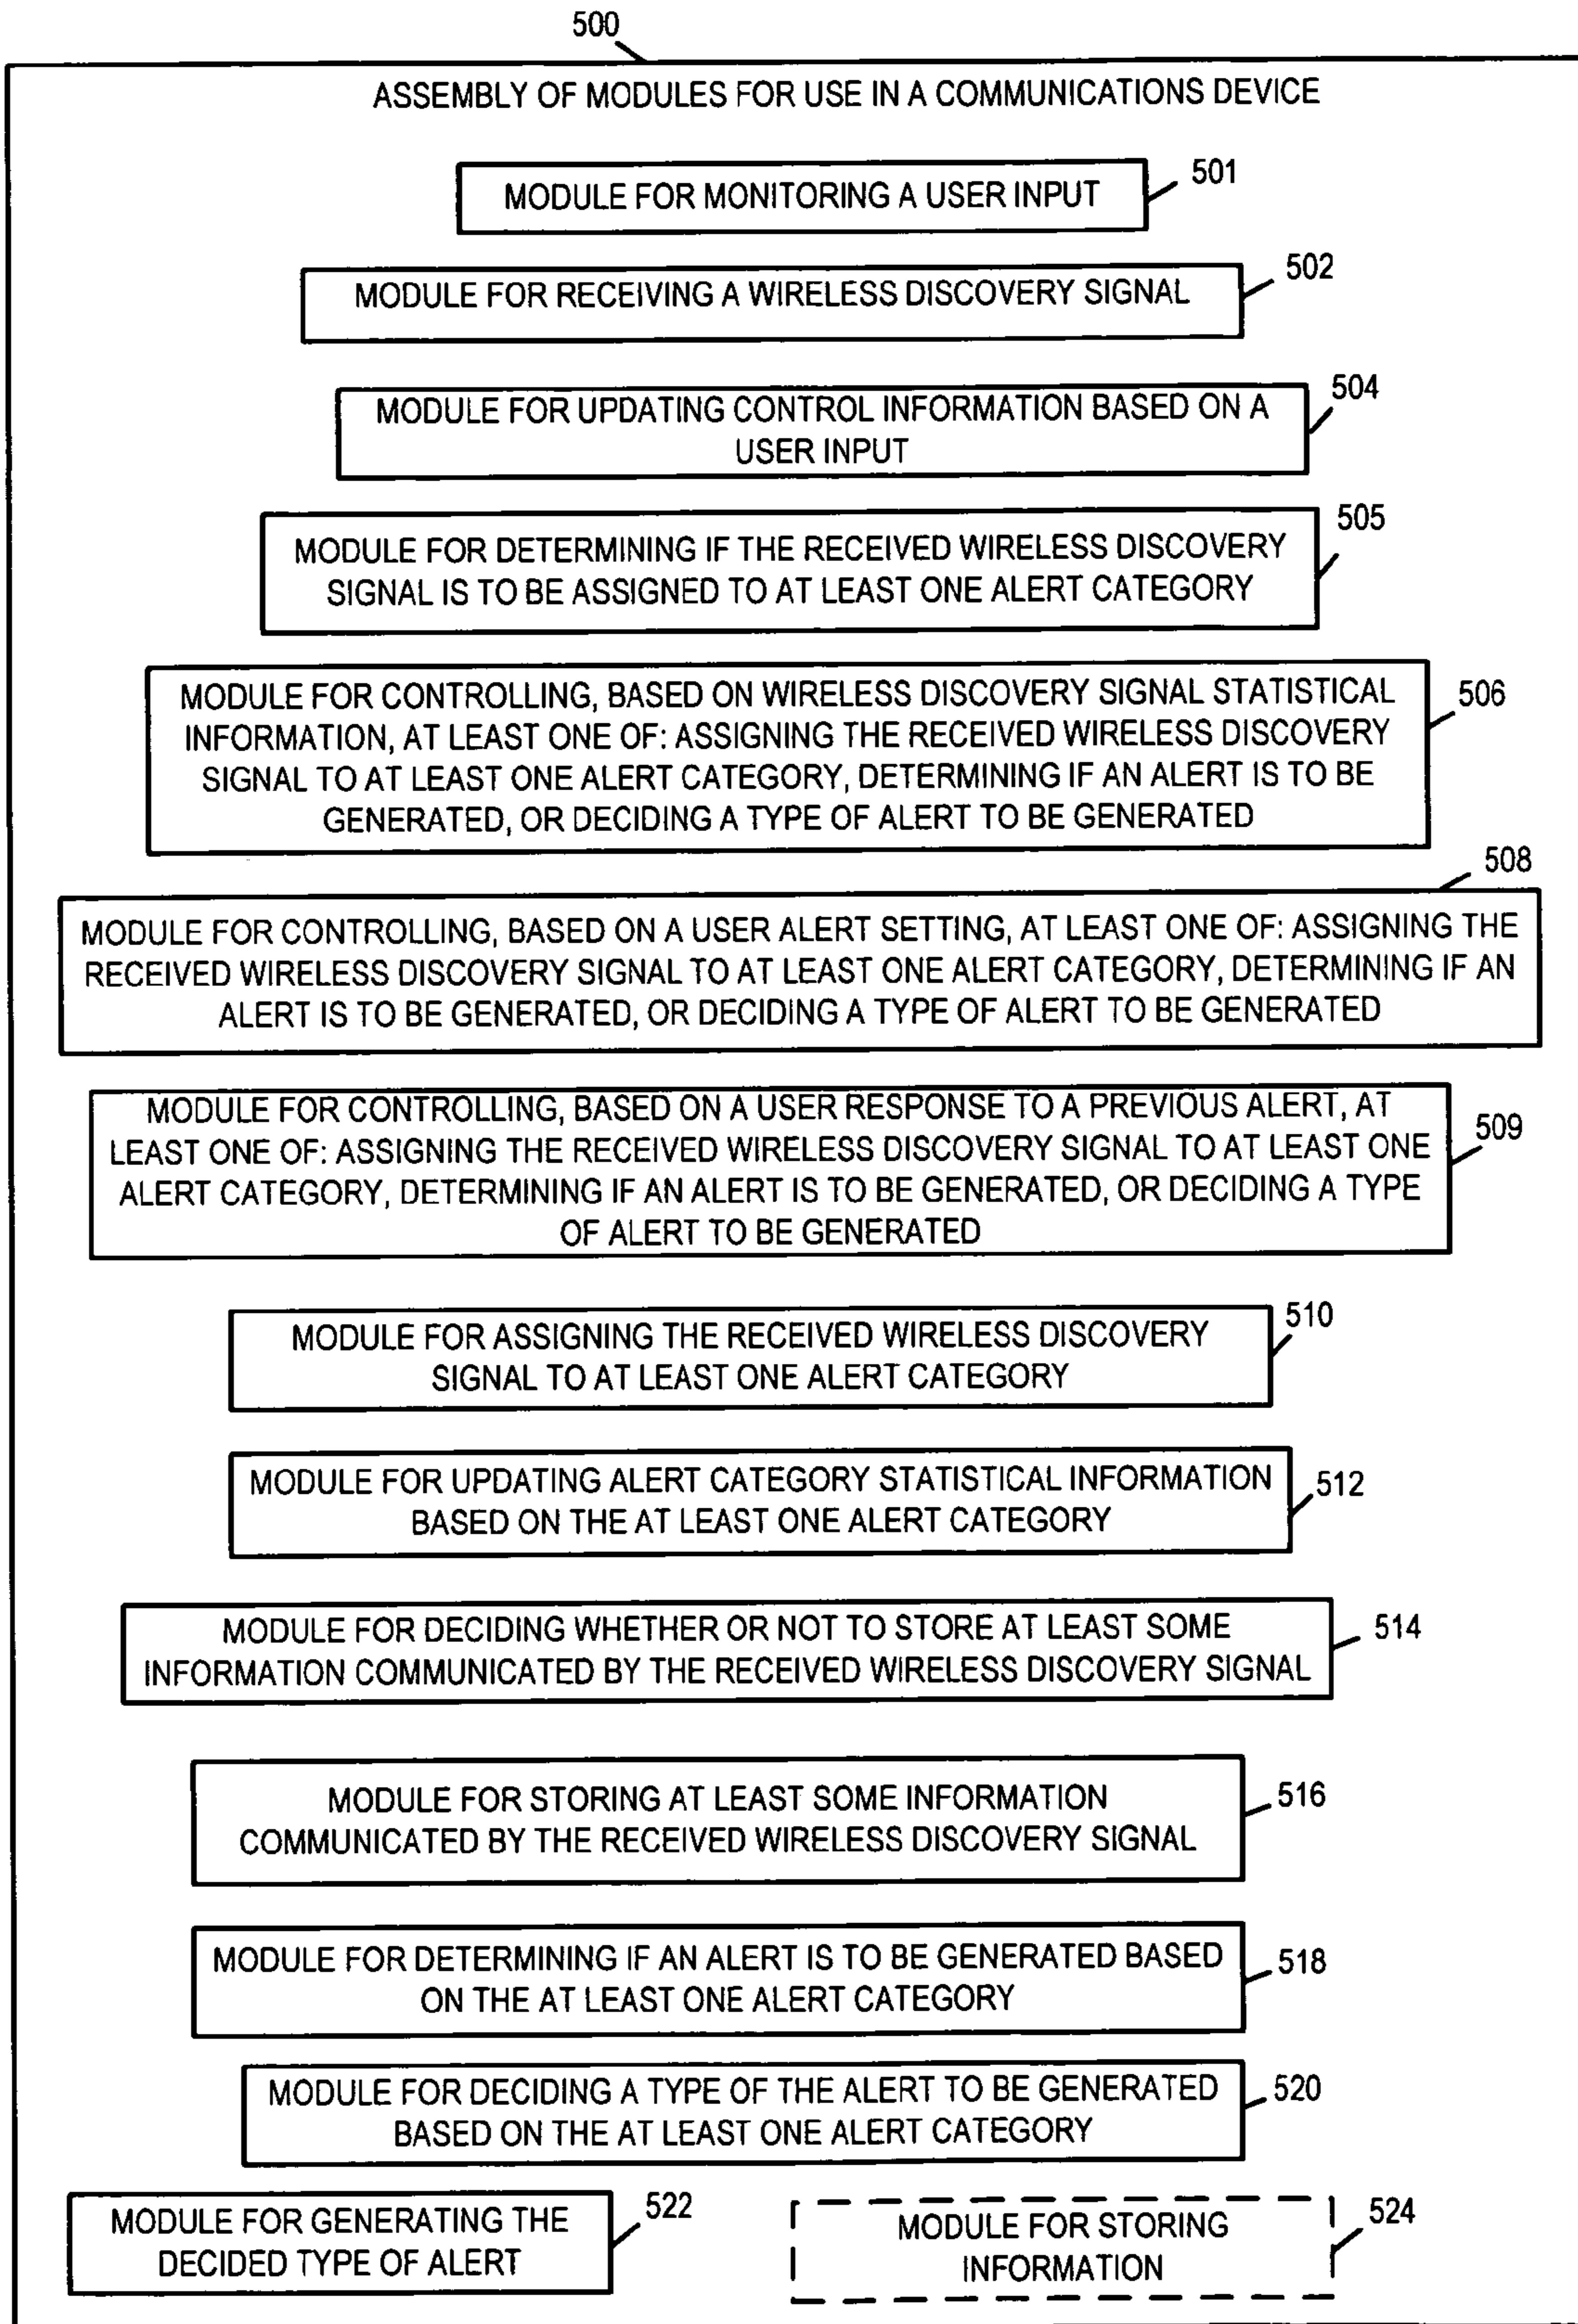 500
ASSEMBLY OF MODULES FOR USE IN A COMMUNICATIONS DEVICE
MODULE FOR MONITORING A USER INPUT
501
MODULE FOR RECEIVING A WIRELESS DISCOVERY SIGNAL
502
MODULE FOR UPDATING CONTROL INFORMATION BASED ON A
USER INPUT
504
MODULE FOR DETERMINING IF THE RECEIVED WIRELESS DISCOVERY
SIGNAL IS TO BE ASSIGNED TO AT LEAST ONE ALERT CATEGORY
505
MODULE FOR CONTROLLING, BASED ON WIRELESS DISCOVERY SIGNAL STATISTICAL
INFORMATION, AT LEAST ONE OF: ASSIGNING THE RECEIVED WIRELESS DISCOVERY
SIGNAL TO AT LEAST ONE ALERT CATEGORY, DETERMINING IF AN ALERT IS TO BE
GENERATED, OR DECIDING A TYPE OF ALERT TO BE GENERATED
506
508
MODULE FOR CONTROLLING, BASED ON A USER ALERT SETTING, AT LEAST ONE OF: ASSIGNING THE
RECEIVED WIRELESS DISCOVERY SIGNAL TO AT LEAST ONE ALERT CATEGORY, DETERMINING IF AN
ALERT IS TO BE GENERATED, OR DECIDING A TYPE OF ALERT TO BE GENERATED
MODULE FOR CONTROLLING, BASED ON A USER RESPONSE TO A PREVIOUS ALERT, AT
LEAST ONE OF: ASSIGNING THE RECEIVED WIRELESS DISCOVERY SIGNAL TO AT LEAST ONE
ALERT CATEGORY, DETERMINING IF AN ALERT IS TO BE GENERATED, OR DECIDING A TYPE
OF ALERT TO BE GENERATED
509
MODULE FOR ASSIGNING THE RECEIVED WIRELESS DISCOVERY
SIGNAL TO AT LEAST ONE ALERT CATEGORY
510
MODULE FOR UPDATING ALERT CATEGORY STATISTICAL INFORMATION
BASED ON THE AT LEAST ONE ALERT CATEGORY
512
MODULE FOR DECIDING WHETHER OR NOT TO STORE AT LEAST SOME
INFORMATION COMMUNICATED BY THE RECEIVED WIRELESS DISCOVERY SIGNAL
514
MODULE FOR STORING AT LEAST SOME INFORMATION
COMMUNICATED BY THE RECEIVED WIRELESS DISCOVERY SIGNAL
516
MODULE FOR DETERMINING IF AN ALERT IS TO BE GENERATED BASED
ON THE AT LEAST ONE ALERT CATEGORY
518
MODULE FOR DECIDING A TYPE OF THE ALERT TO BE GENERATED
BASED ON THE AT LEAST ONE ALERT CATEGORY
520
MODULE FOR GENERATING THE
DECIDED TYPE OF ALERT
522
MODULE FOR STORING
INFORMATION
524